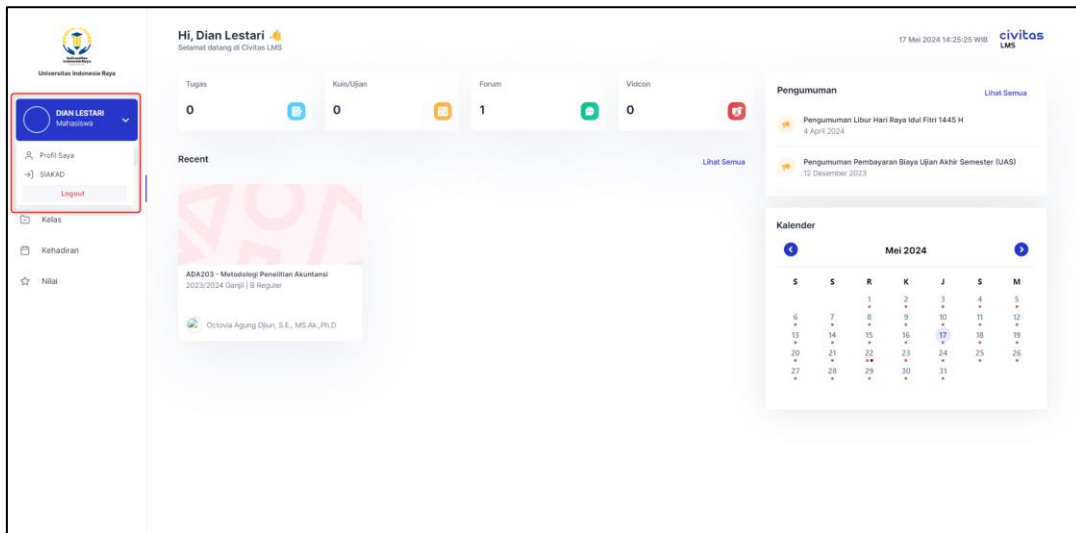 Universitas
Indonesia Raya
Universitas Indonesia Raya
DIAN LESTARI
Mahasiswa
Profil Saya
SIAKAD
Logout
Kelas
Kehadiran
Nilai
Hi, Dian Lestari
Selamat datang di Civitas LMS
17 Mei 2024 14:25:25 WIB
civitas
LMS
Tugas
0
Kuis/Ujian
0
Forum
1
Vidcon
0
Recent
Lihat Semua
ADA203 - Metodologi Penelitian Akuntansi
2023/2024 Ganjil | B Reguler
Octovia Agung Djiun, S.E., MS.Ak.,Ph.D
Pengumuman
Lihat Semua
Pengumuman Libur Hari Raya Idul Fitri 1445 H
4 April 2024
Pengumuman Pembayaran Biaya Ujian Akhir Semester (UAS)
12 Desember 2023
Kalender
Mei 2024
S S R K J S M
1 2 3 4 5
6 7 8 9 10 11 12
13 14 15 16 17 18 19
20 21 22 23 24 25 26
27 28 29 30 31